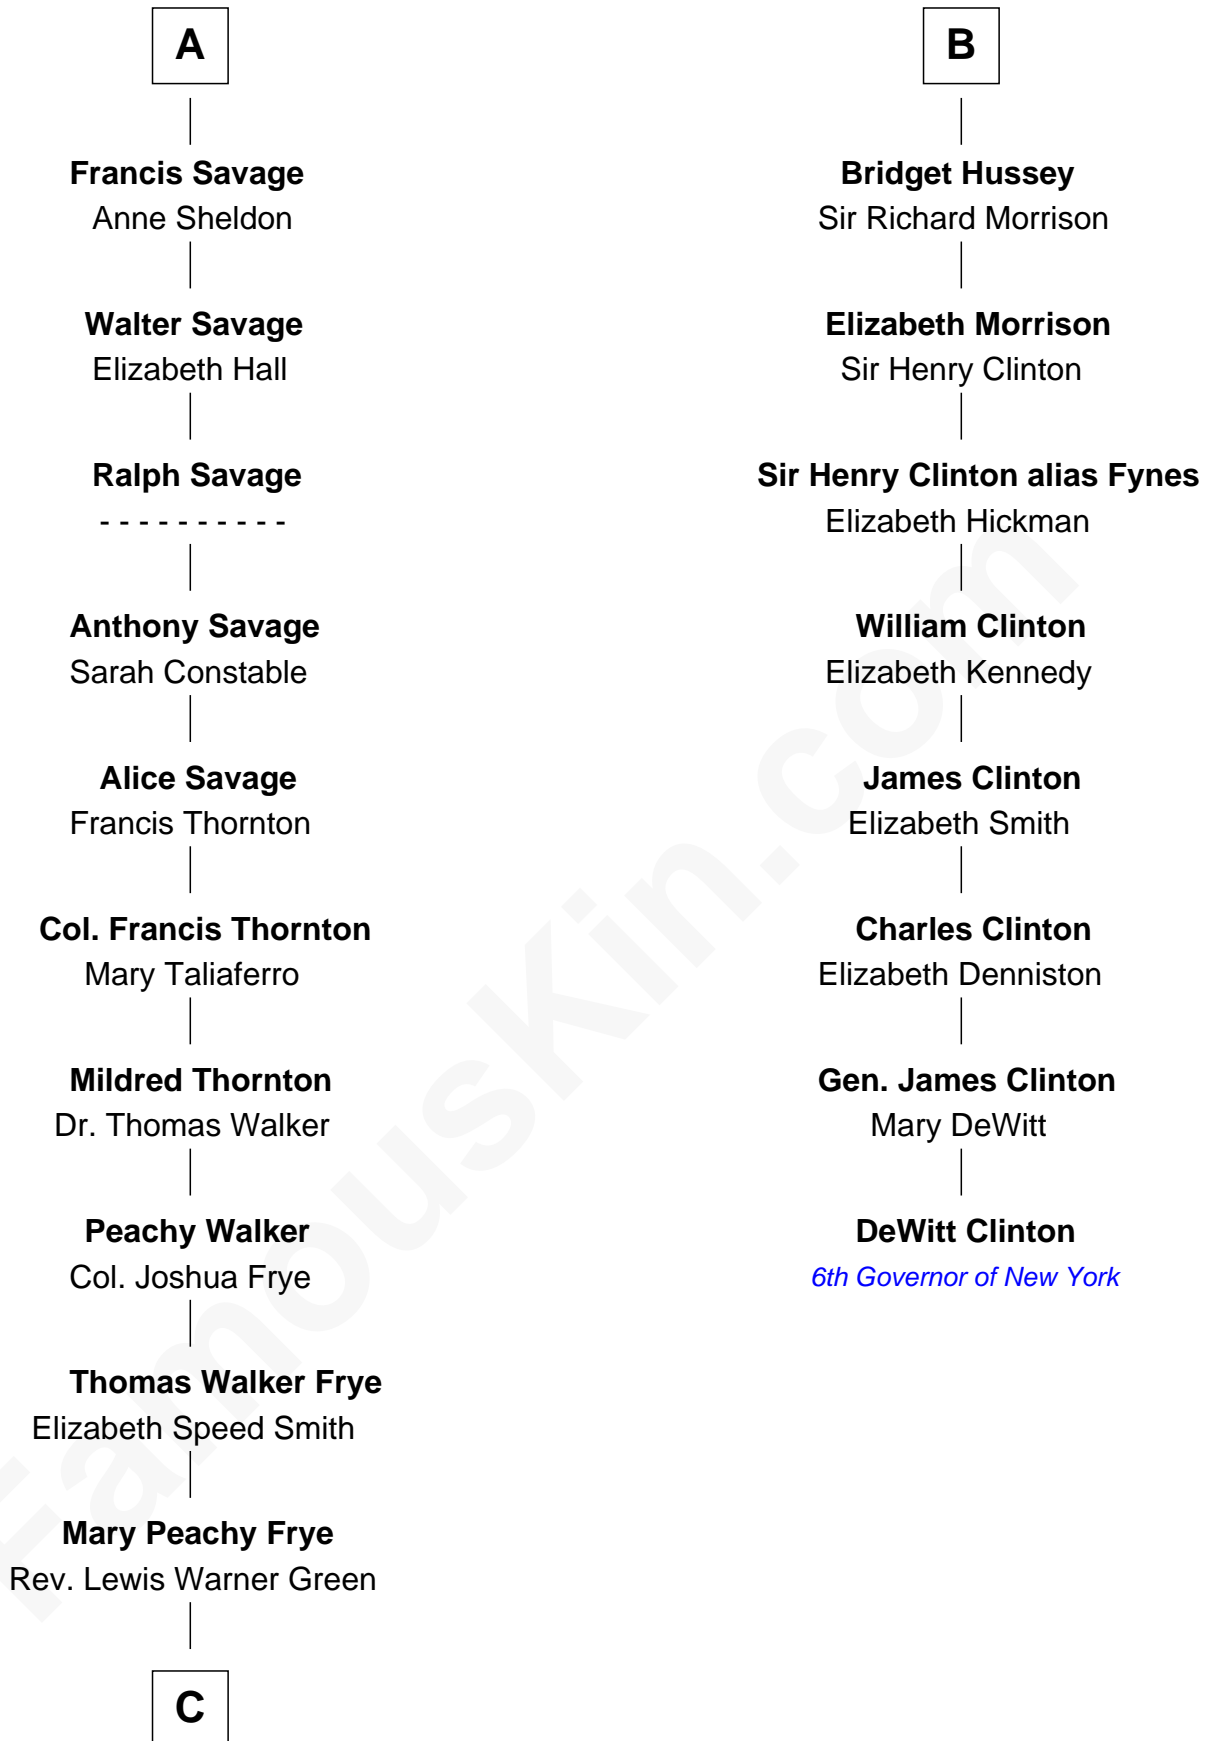 A
Francis Savage
Anne Sheldon
Walter Savage
Elizabeth Hall
Ralph Savage
- - - - - - - - - -
Anthony Savage
Sarah Constable
Alice Savage
Francis Thornton
Col. Francis Thornton
Mary Taliaferro
Mildred Thornton
Dr. Thomas Walker
Peachy Walker
Col. Joshua Frye
Thomas Walker Frye
Elizabeth Speed Smith
Mary Peachy Frye
Rev. Lewis Warner Green
C
B
Bridget Hussey
Sir Richard Morrison
Elizabeth Morrison
Sir Henry Clinton
Sir Henry Clinton alias Fynes
Elizabeth Hickman
William Clinton
Elizabeth Kennedy
James Clinton
Elizabeth Smith
Charles Clinton
Elizabeth Denniston
Gen. James Clinton
Mary DeWitt
DeWitt Clinton
6th Governor of New York
FamousKin.com